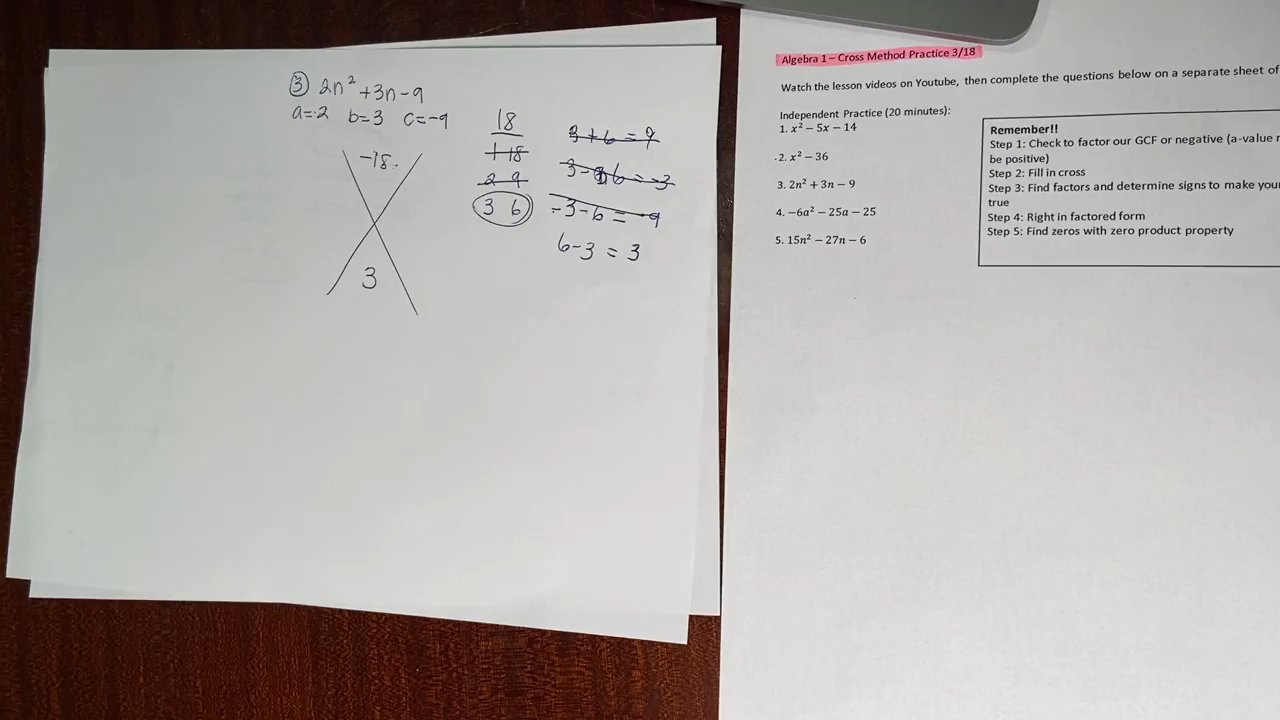 ③ 2n² +3n - 9
a=2 b=3 c=-9
-18
3
18
1 18
2 9
3 6
3 + 6 = 9
3 - 6 = -3
-3 - 6 = -9
6 - 3 = 3
Algebra 1 – Cross Method Practice 3/18
Watch the lesson videos on Youtube, then complete the questions below on a separate sheet of
Independent Practice (20 minutes):
1. x² − 5x − 14
2. x² − 36
3. 2n² + 3n − 9
4. −6a² − 25a − 25
5. 15n² − 27n − 6
Remember!!
Step 1: Check to factor our GCF or negative (a-value
be positive)
Step 2: Fill in cross
Step 3: Find factors and determine signs to make
true
Step 4: Right in factored form
Step 5: Find zeros with zero product property